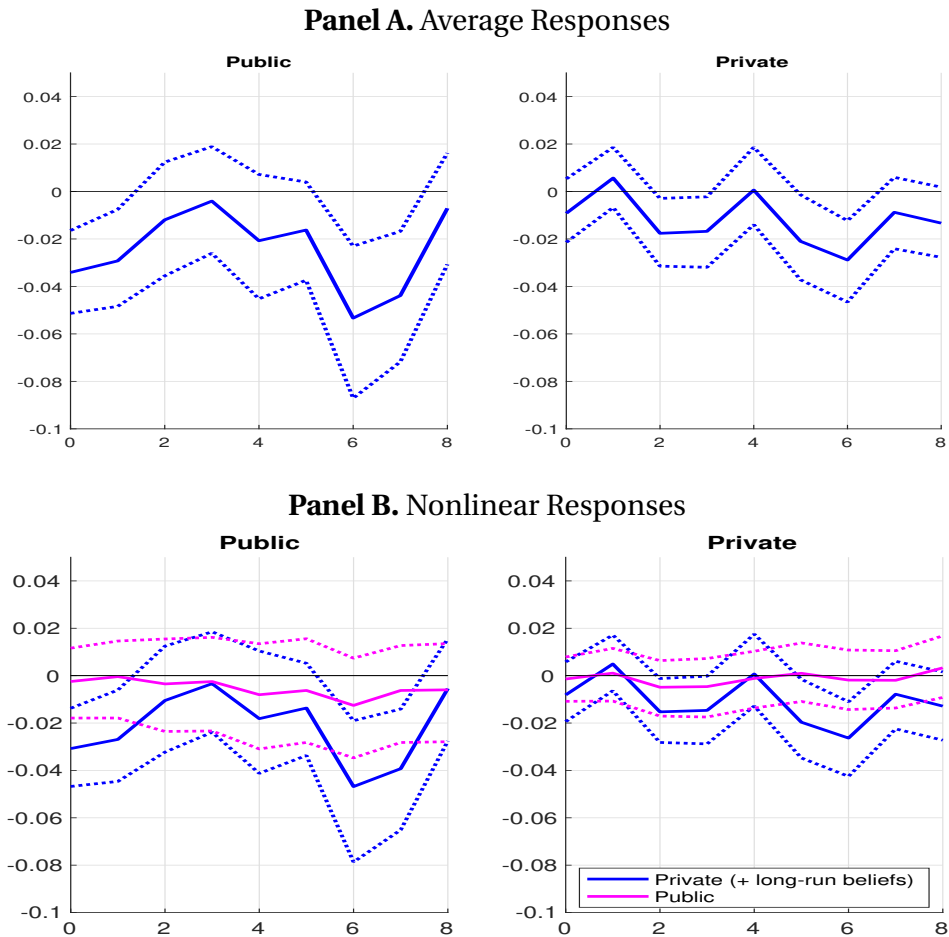 Panel A. Average Responses
Public
Private
0.04
0.02
0
-0.02
-0.04
-0.06
-0.08
-0.1
0 2 4 6 8
0.04
0.02
0
-0.02
-0.04
-0.06
-0.08
-0.1
0 2 4 6 8
Panel B. Nonlinear Responses
Public
Private
0.04
0.02
0
-0.02
-0.04
-0.06
-0.08
-0.1
0 2 4 6 8
0.04
0.02
0
-0.02
-0.04
-0.06
-0.08
-0.1
0 2 4 6 8
Private (+ long-run beliefs)
Public